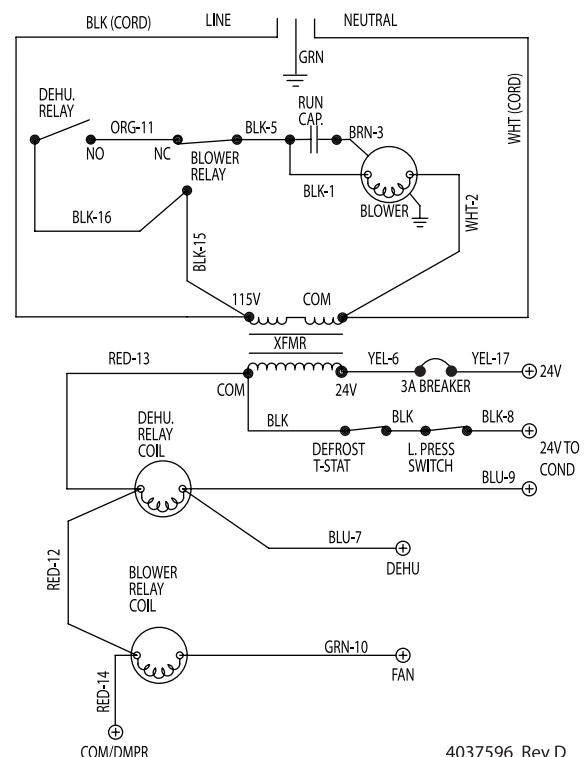 BLK (CORD)
LINE
NEUTRAL
GRN
DEHU.
RELAY
ORG-11
NO
NC
BLK-5
BLOWER
RELAY
RUN
CAP.
BRN-3
BLK-1
BLOWER
WHT (CORD)
WHT-2
BLK-16
BLK-15
115V
COM
XFMR
RED-13
COM
24V
YEL-6
3A BREAKER
YEL-17
24V
BLK
DEFROST
T-STAT
BLK
L. PRESS
SWITCH
BLK-8
24V TO
COND
DEHU.
RELAY
COIL
BLU-9
BLU-7
DEHU
RED-12
BLOWER
RELAY
COIL
GRN-10
FAN
RED-14
COM/DMPR
4037596 Rev D